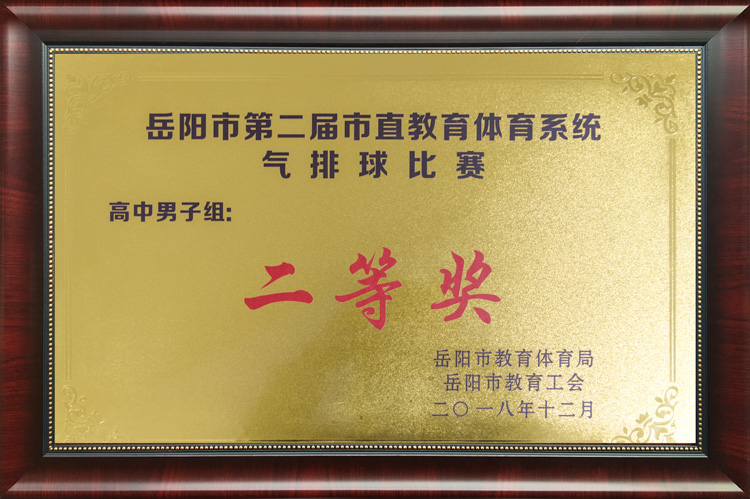 岳阳市第二届市直教育体育系统
气排球比赛
高中男子组:
二等奖
岳阳市教育体育局
岳阳市教育工会
二〇一八年十二月